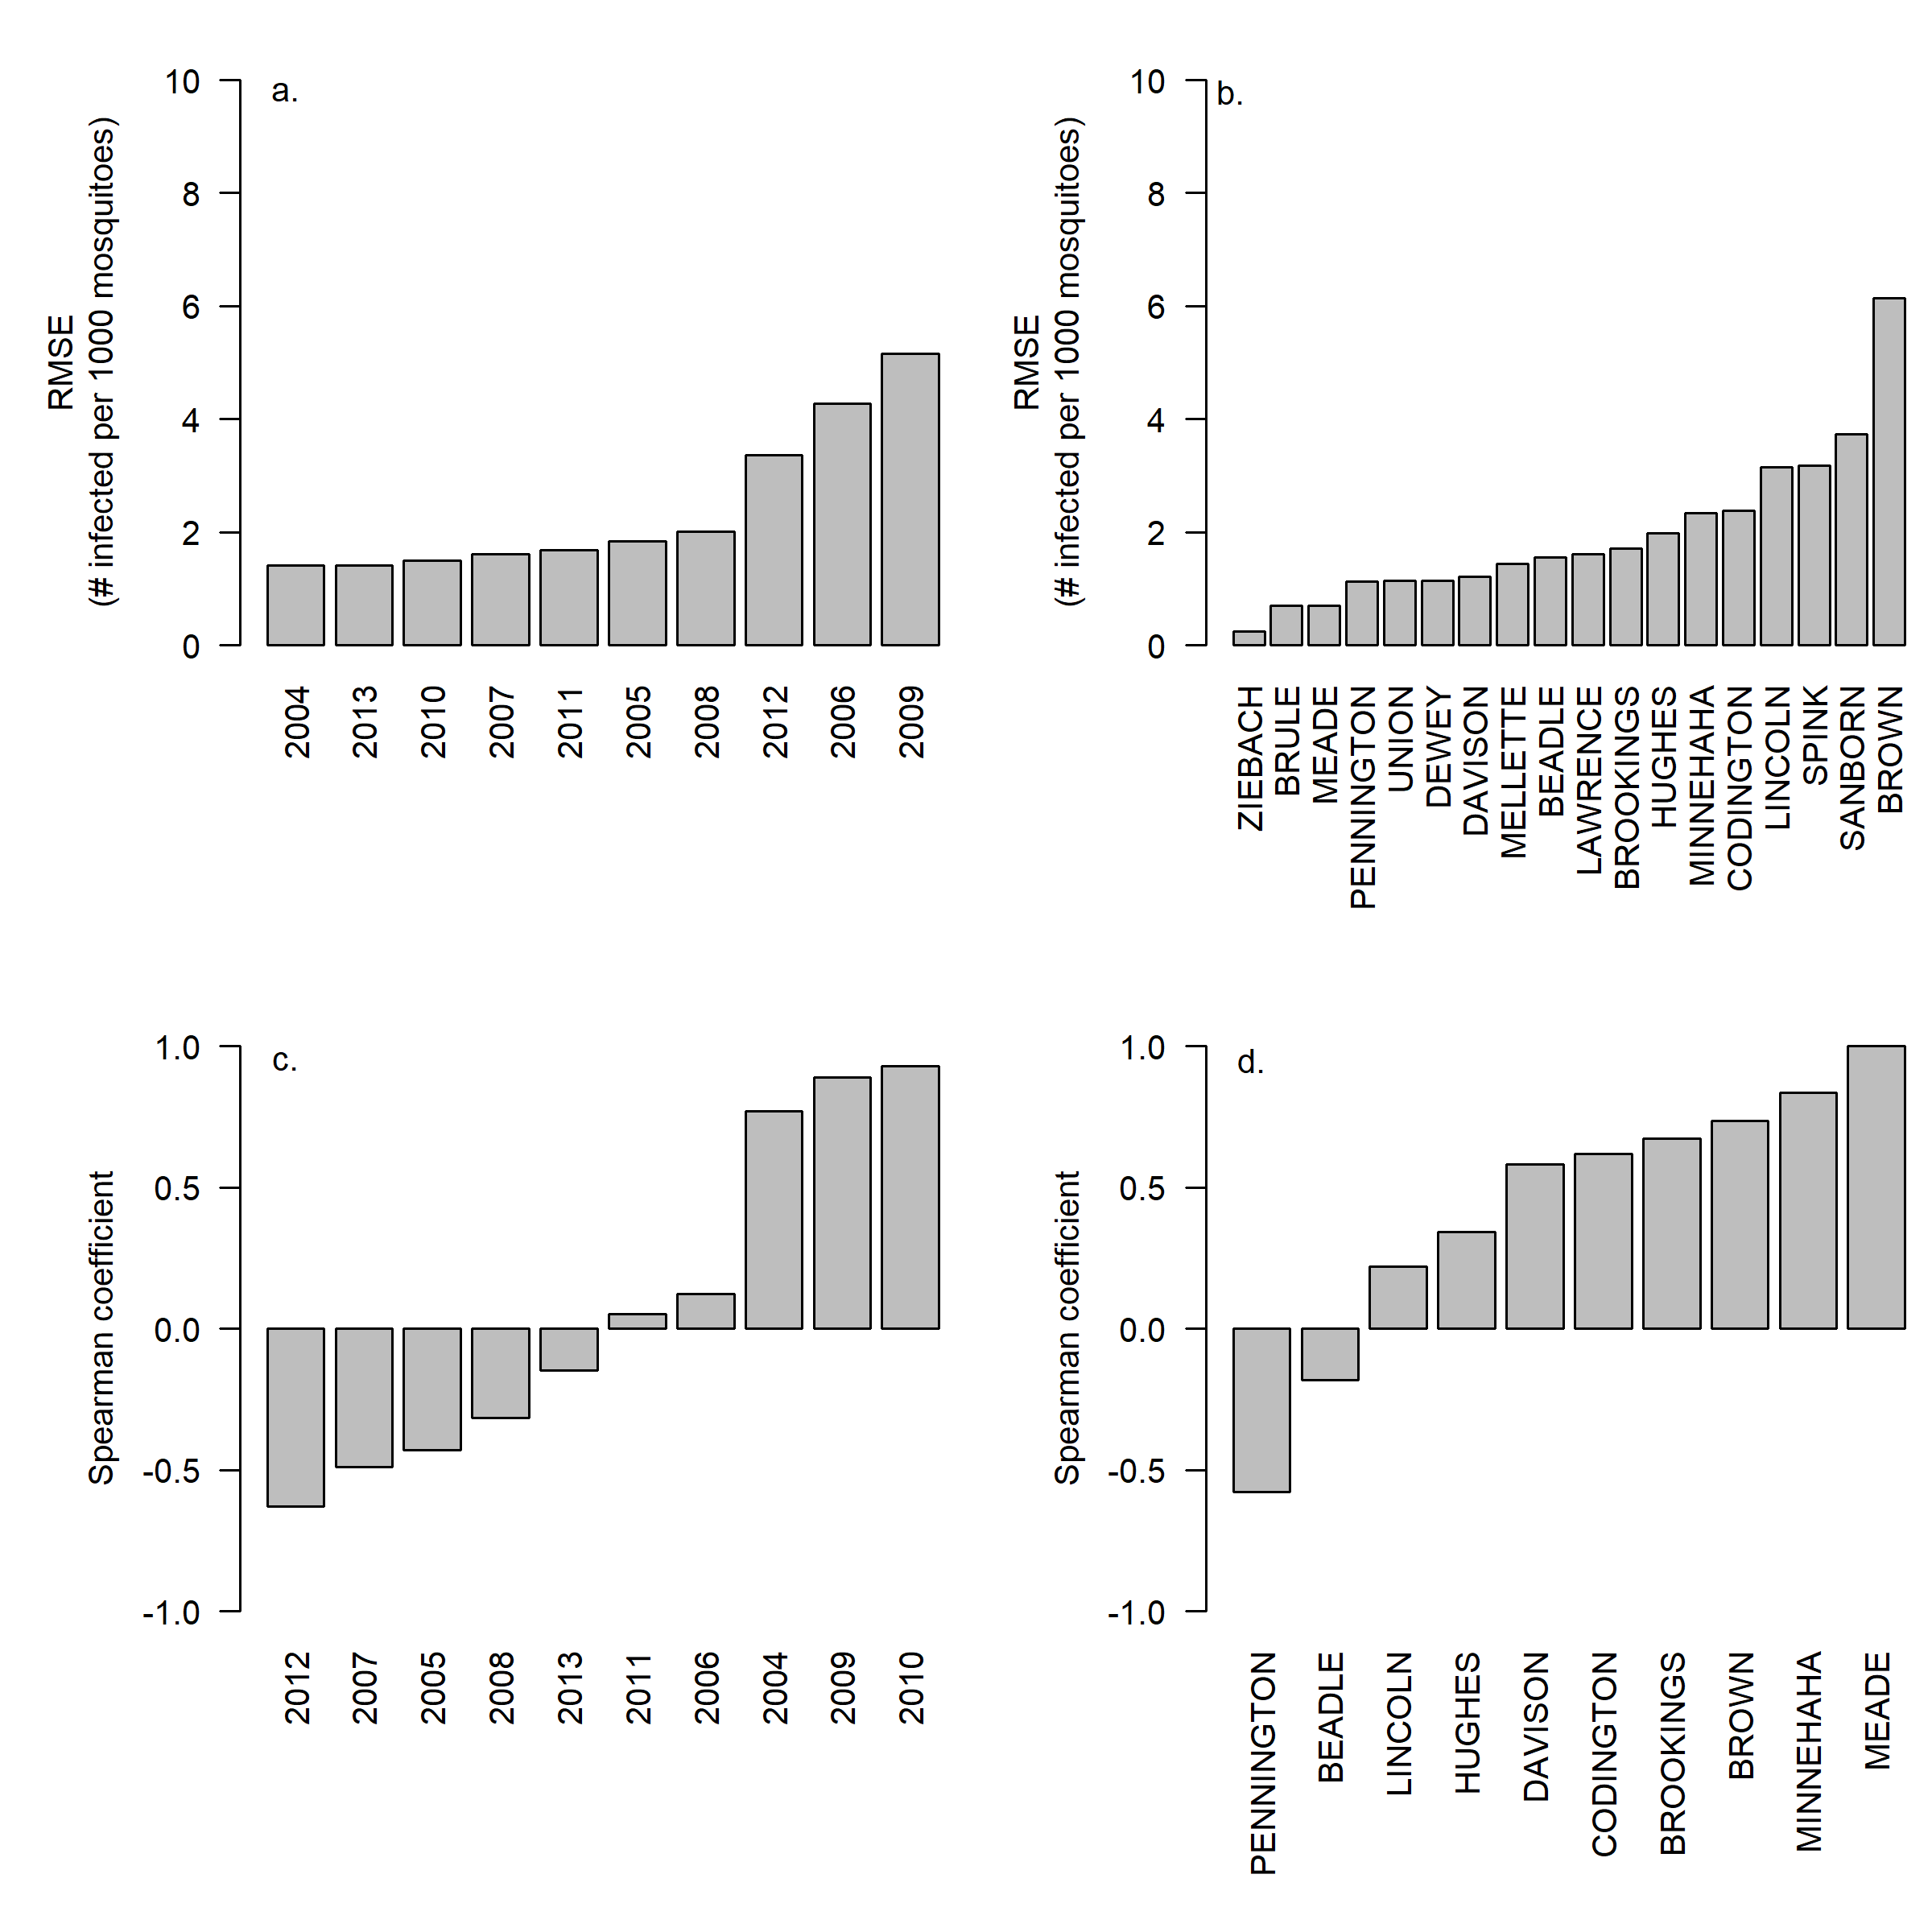 a.
RMSE
(# infected per 1000 mosquitoes)
10
8
6
4
2
0
2004
2013
2010
2007
2011
2005
2008
2012
2006
2009
b.
RMSE
(# infected per 1000 mosquitoes)
10
8
6
4
2
0
ZIEBACH
BRULE
MEADE
PENNINGTON
UNION
DEWEY
DAVISON
MELLETTE
BEADLE
LAWRENCE
BROOKINGS
HUGHES
MINNEHAHA
CODINGTON
LINCOLN
SPINK
SANBORN
BROWN
c.
Spearman coefficient
1.0
0.5
0.0
-0.5
-1.0
2012
2007
2005
2008
2013
2011
2006
2004
2009
2010
d.
Spearman coefficient
1.0
0.5
0.0
-0.5
-1.0
PENNINGTON
BEADLE
LINCOLN
HUGHES
DAVISON
CODINGTON
BROOKINGS
BROWN
MINNEHAHA
MEADE